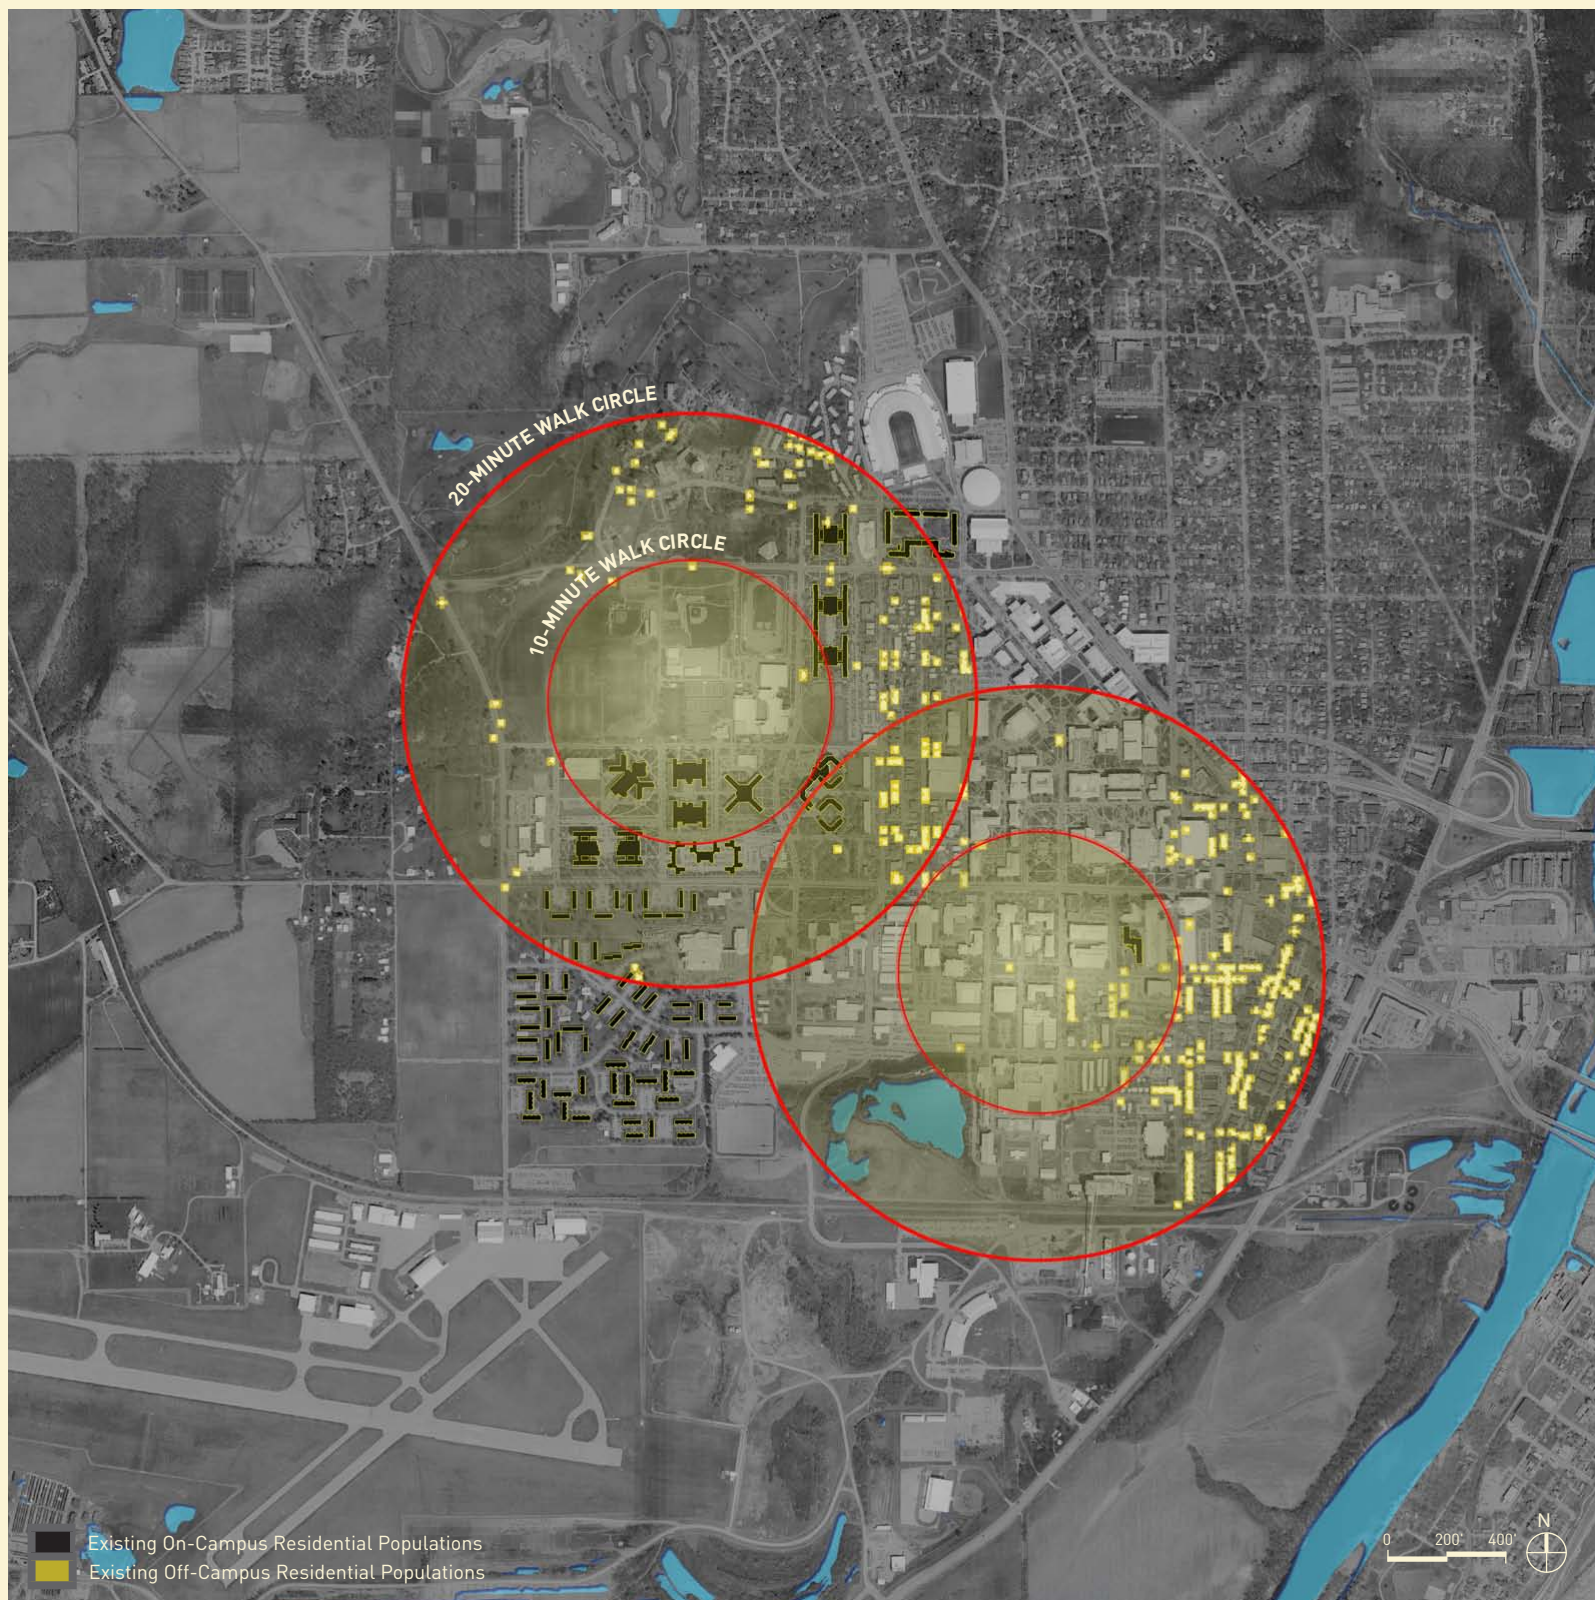 20-MINUTE WALK CIRCLE
10-MINUTE WALK CIRCLE
Existing On-Campus Residential Populations
Existing Off-Campus Residential Populations
N
0 200' 400'